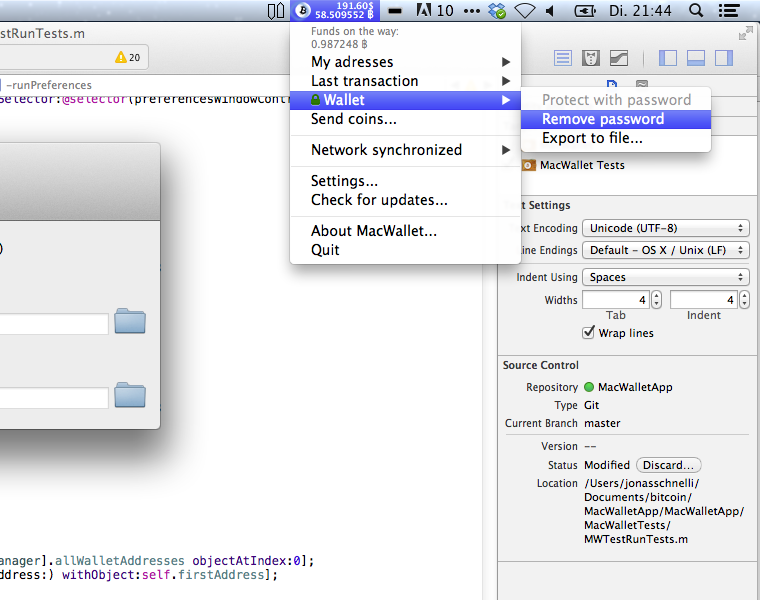 191.60$
58.509552 ฿
10
Di. 21:44
estRunTests.m
20
-runPreferences
Selector:@selector(preferencesWindowContr
Funds on the way:
0.987248 ฿
My adresses
Last transaction
Wallet
Send coins...
Network synchronized
Settings...
Check for updates...
About MacWallet...
Quit
Protect with password
Remove password
Export to file...
MacWallet Tests
t Settings
xt Encoding Unicode (UTF-8)
ine Endings Default - OS X / Unix (LF)
Indent Using Spaces
Widths 4 4
Tab Indent
Wrap lines
Source Control
Repository MacWalletApp
Type Git
Current Branch master
Version --
Status Modified Discard...
Location /Users/jonasschnelli/
Documents/bitcoin/
MacWalletApp/MacWalletApp/
MacWalletTests/
MWTestRunTests.m
)
anager].allWalletAddresses objectAtIndex:0];
ddress:) withObject:self.firstAddress];